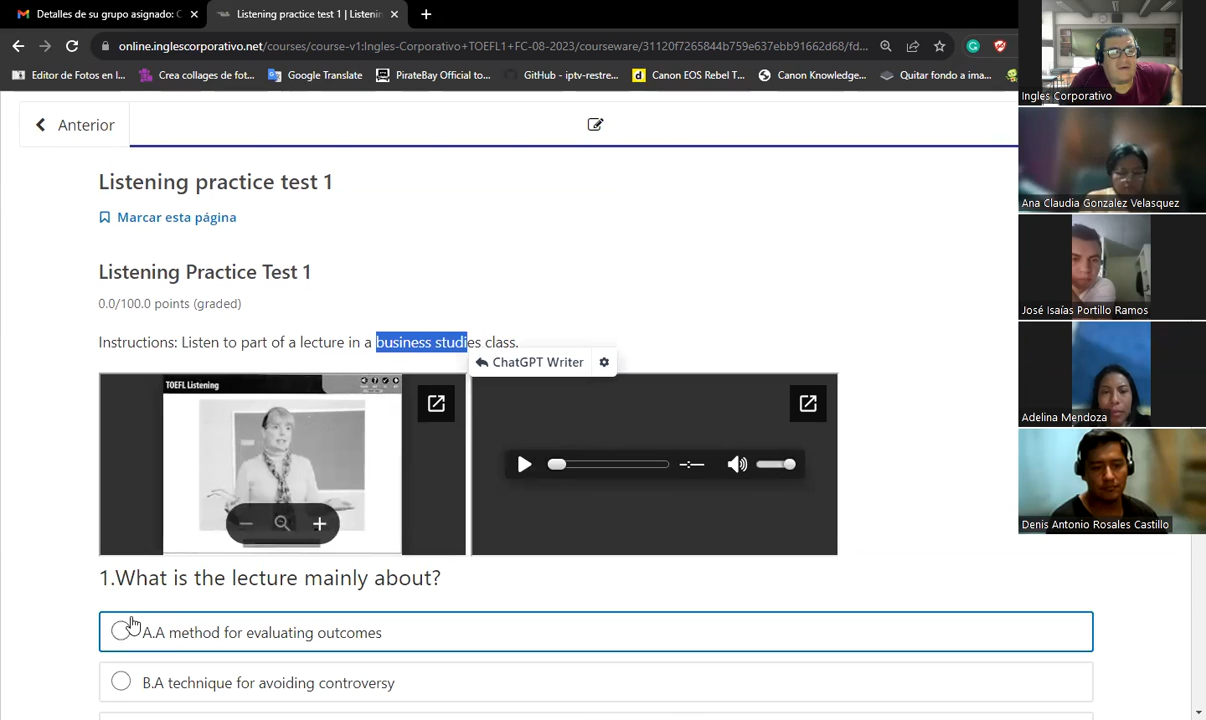 Detalles de su grupo asignado: C
Listening practice test 1 | Listenin
online.inglescorporativo.net/courses/course-v1:Ingles-Corporativo+TOEFL1+FC-08-2023/courseware/31120f7265844b759e637ebb91662d68/fd...
Editor de Fotos en l...
Crea collages de fot...
Google Translate
PirateBay Official to...
GitHub - iptv-restre...
Canon EOS Rebel T...
Canon Knowledge...
Quitar fondo a ima...
Anterior
Listening practice test 1
Marcar esta página
Listening Practice Test 1
0.0/100.0 points (graded)
Instructions: Listen to part of a lecture in a business studies class.
ChatGPT Writer
TOEFL Listening
-:--
1.What is the lecture mainly about?
A.A method for evaluating outcomes
B.A technique for avoiding controversy
Ingles Corporativo
Ana Claudia Gonzalez Velasquez
José Isaías Portillo Ramos
Adelina Mendoza
Denis Antonio Rosales Castillo